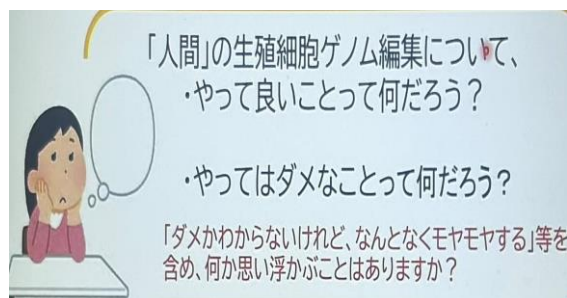 「人間」の生殖細胞ゲノム編集について、
・やって良いことって何だろう？
・やってはダメなことって何だろう？
「ダメかわからないけれど、なんとなくモヤモヤする」等を
含め、何か思い浮かぶことはありますか？